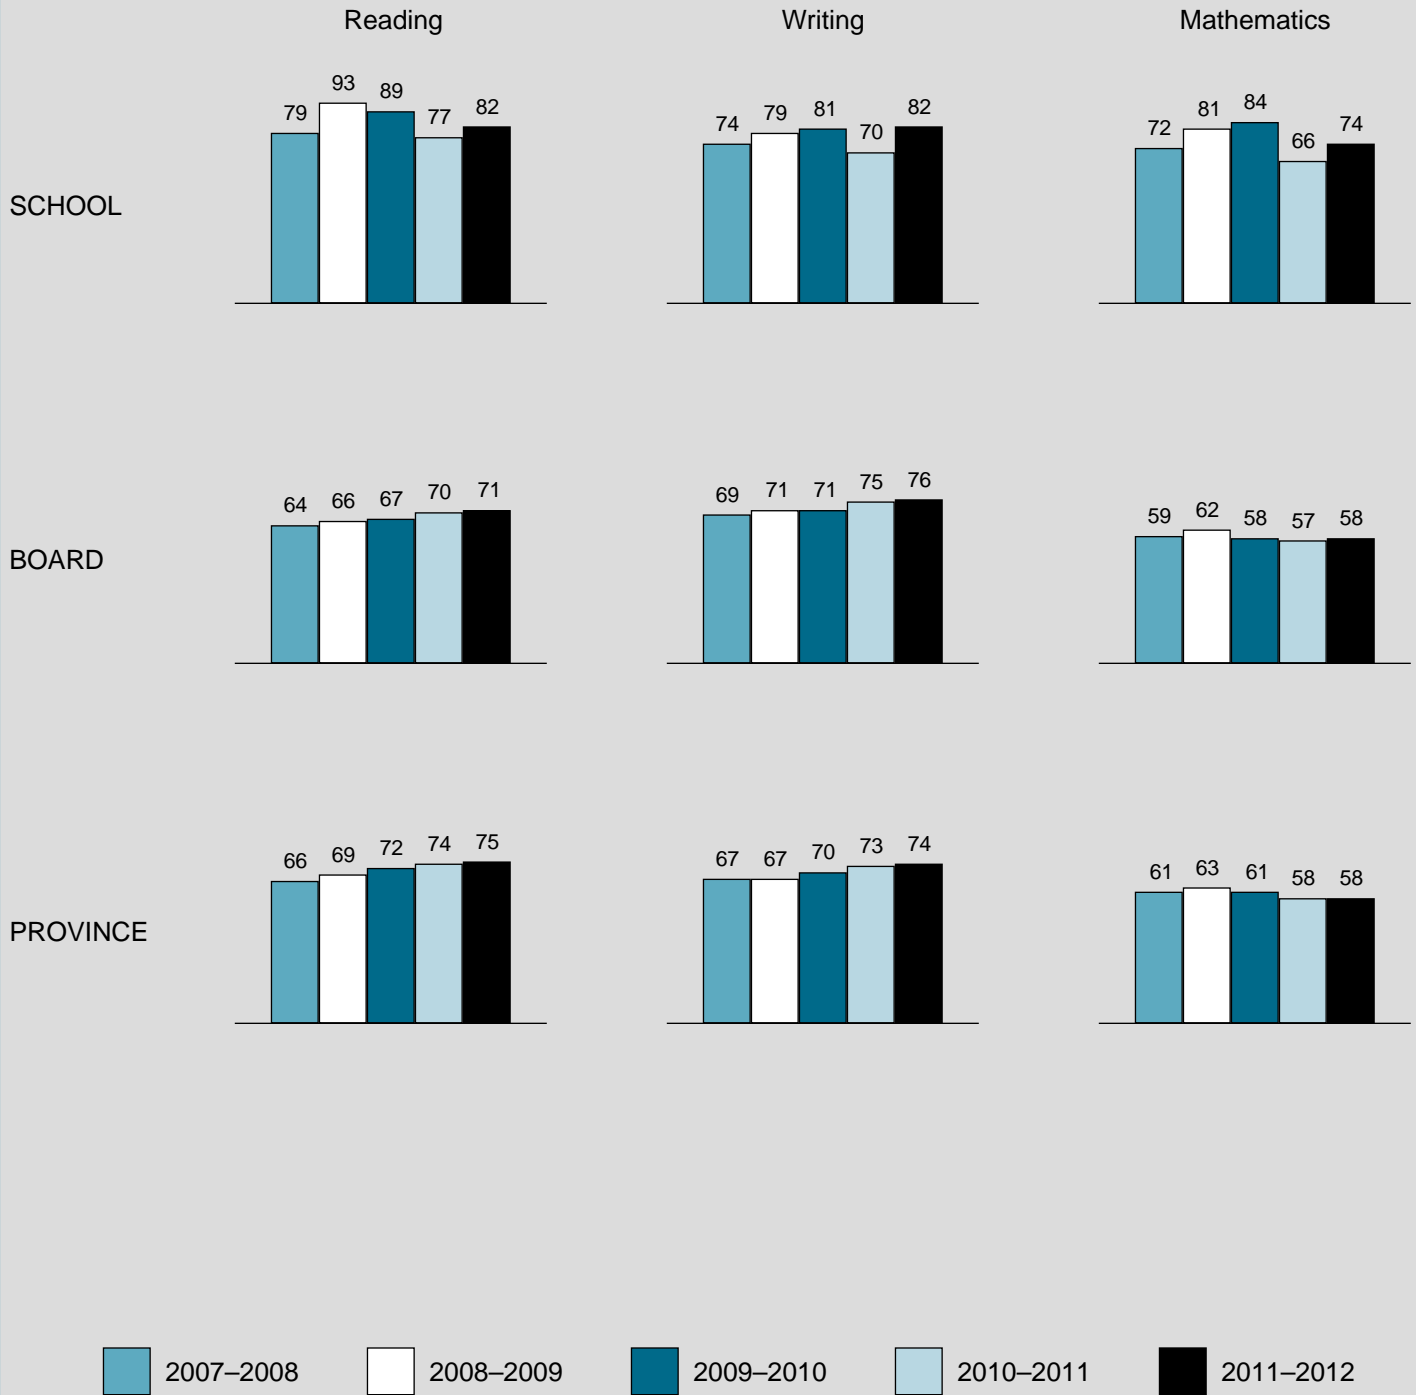 Reading Writing Mathematics
79 93 89 77 82
74 79 81 70 82
72 81 84 66 74
SCHOOL
64 66 67 70 71
69 71 71 75 76
59 62 58 57 58
BOARD
66 69 72 74 75
67 67 70 73 74
61 63 61 58 58
PROVINCE
2007–2008 2008–2009 2009–2010 2010–2011 2011–2012